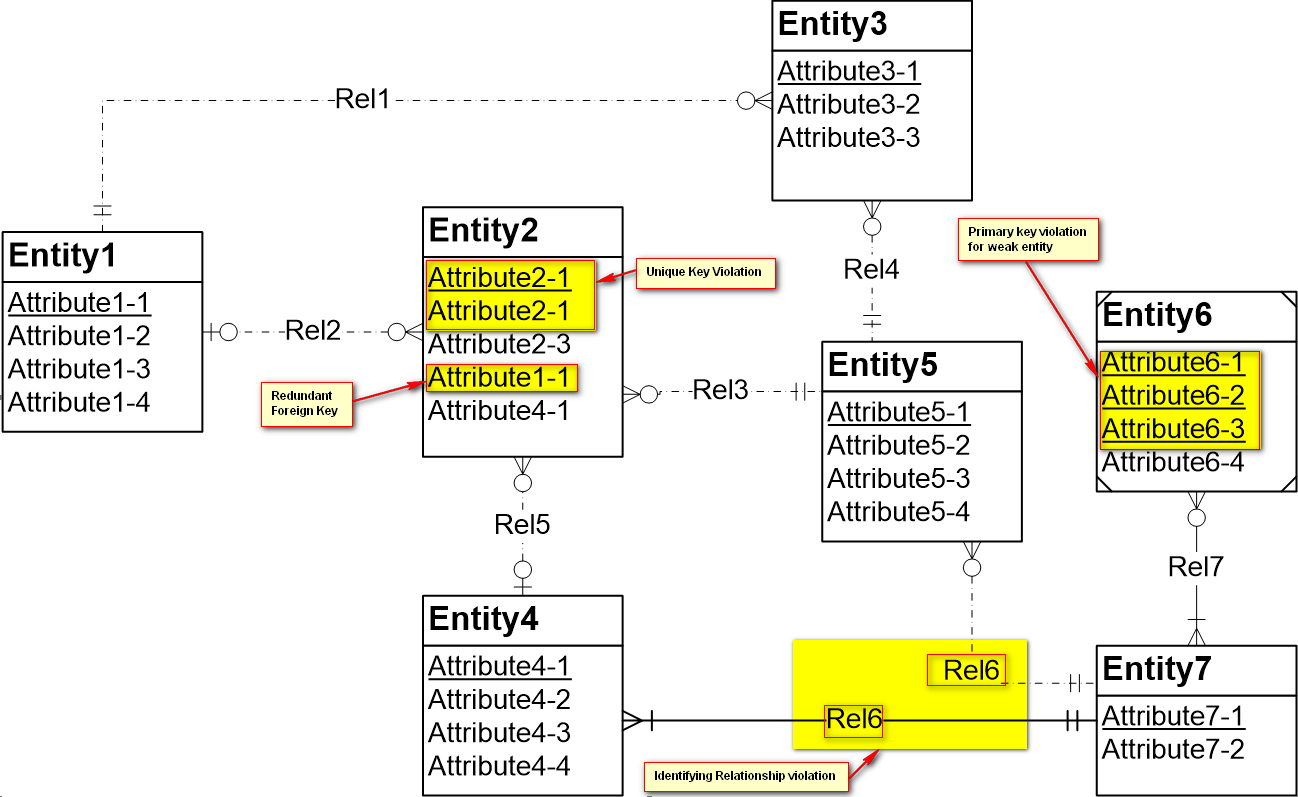 Entity3
Attribute3-1
Attribute3-2
Attribute3-3
Rel1
Entity1
Attribute1-1
Attribute1-2
Attribute1-3
Attribute1-4
Rel2
Entity2
Attribute2-1
Attribute2-1
Attribute2-3
Attribute1-1
Attribute4-1
Unique Key Violation
Redundant
Foreign Key
Rel4
Primary key violation
for weak entity
Rel3
Entity5
Attribute5-1
Attribute5-2
Attribute5-3
Attribute5-4
Entity6
Attribute6-1
Attribute6-2
Attribute6-3
Attribute6-4
Rel5
Rel7
Entity4
Attribute4-1
Attribute4-2
Attribute4-3
Attribute4-4
Rel6
Rel6
Identifying Relationship violation
Entity7
Attribute7-1
Attribute7-2